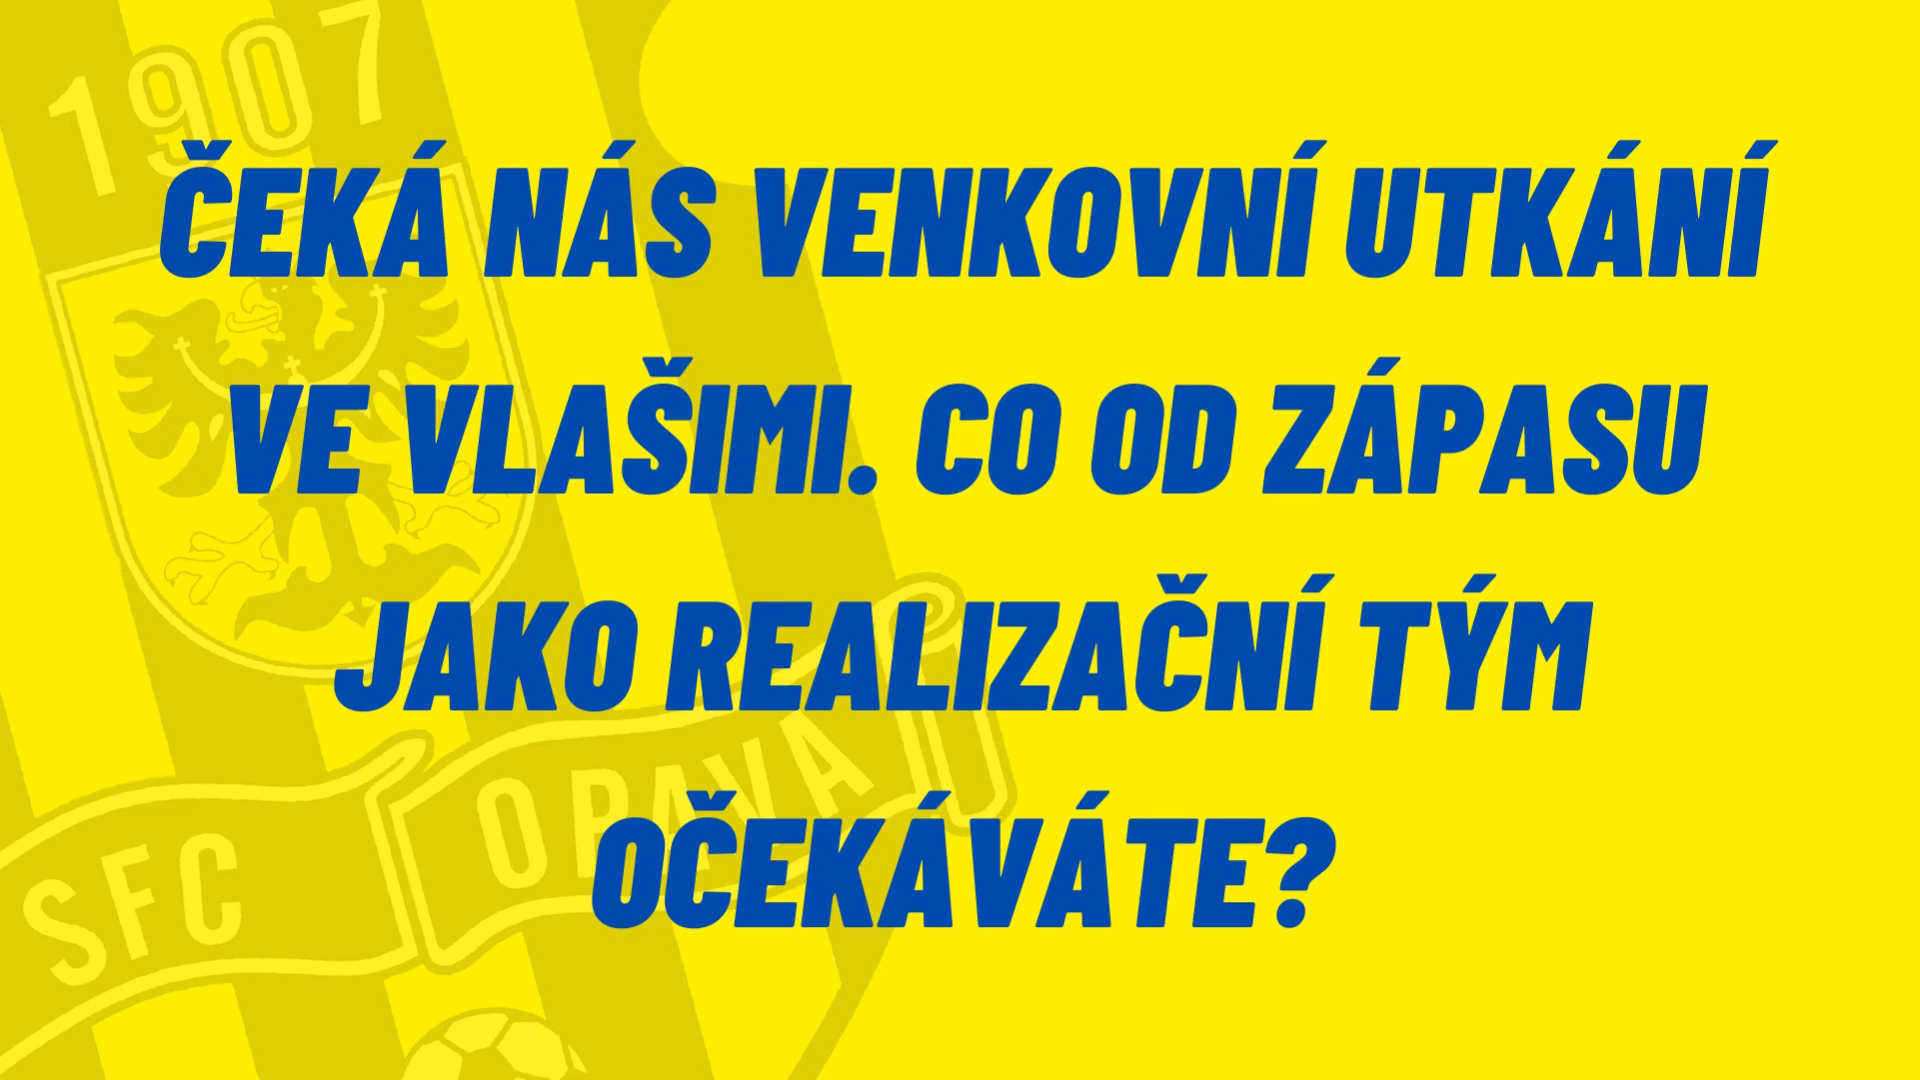 1907
ČEKÁ NÁS VENKOVNÍ UTKÁNÍ
VE VLAŠIMI. CO OD ZÁPASU
JAKO REALIZAČNÍ TÝM
OČEKÁVÁTE?
SFC OPAVA